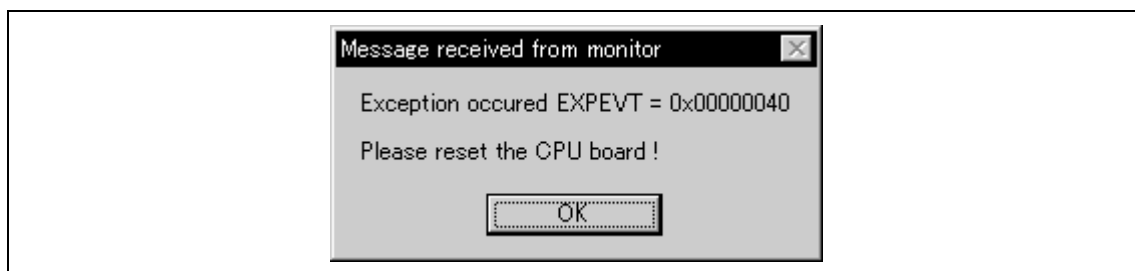 Message received from monitor
Exception occured EXPEVT = 0x00000040
Please reset the CPU board !
OK